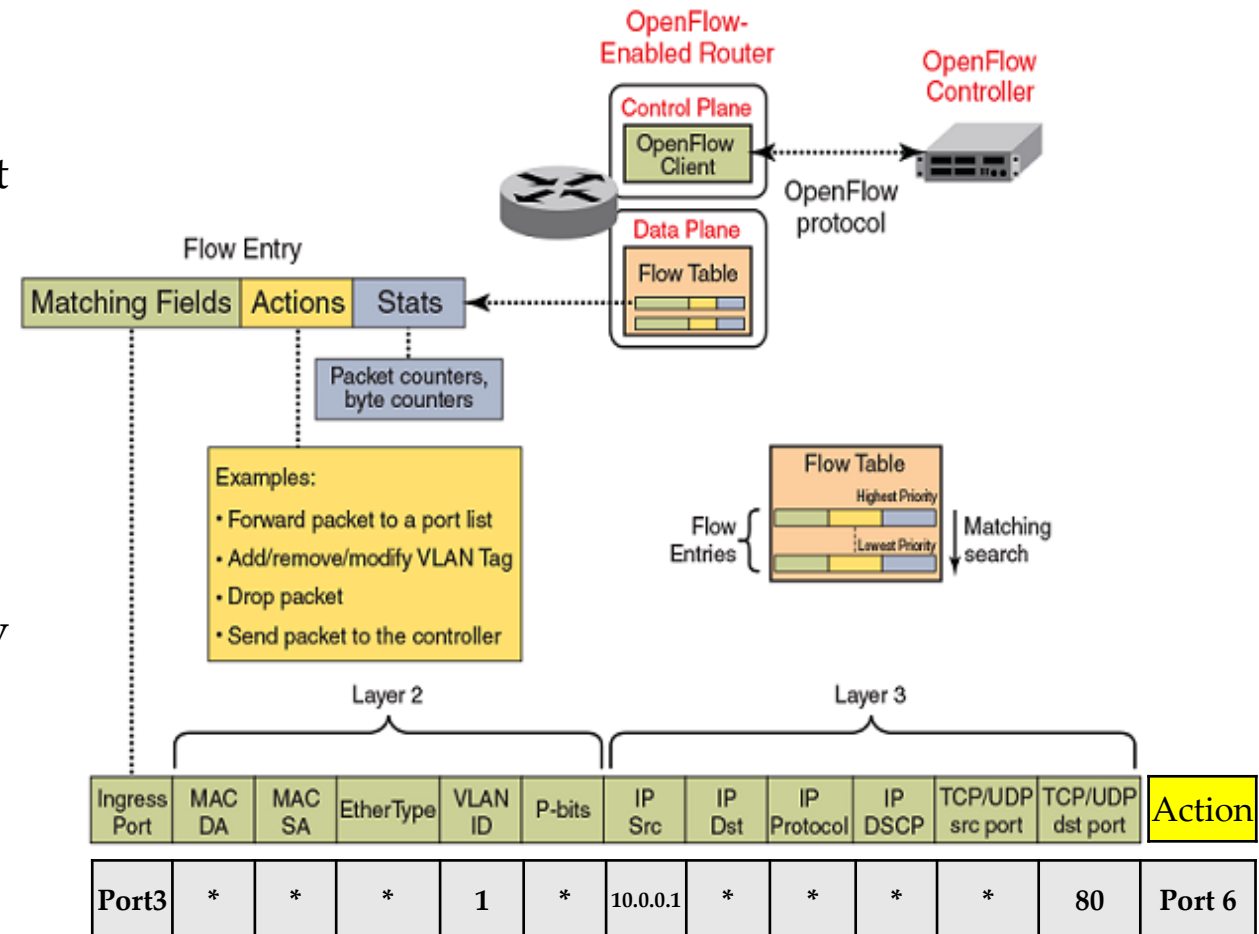 OpenFlow-
Enabled Router
OpenFlow
Controller
Control Plane
OpenFlow
Client
OpenFlow
protocol
t
Data Plane
Flow Table
Flow Entry
Matching Fields
Actions
Stats
Packet counters,
byte counters
Examples:
• Forward packet to a port list
• Add/remove/modify VLAN Tag
• Drop packet
• Send packet to the controller
Flow Table
Highest Priority
Lowest Priority
Flow
Entries
Matching
search
y
Layer 2
Layer 3
Ingress
Port
MAC
DA
MAC
SA
EtherType
VLAN
ID
P-bits
IP
Src
IP
Dst
IP
Protocol
IP
DSCP
TCP/UDP
src port
TCP/UDP
dst port
Action
Port3 * * * 1 * 10.0.0.1 * * * * 80 Port 6